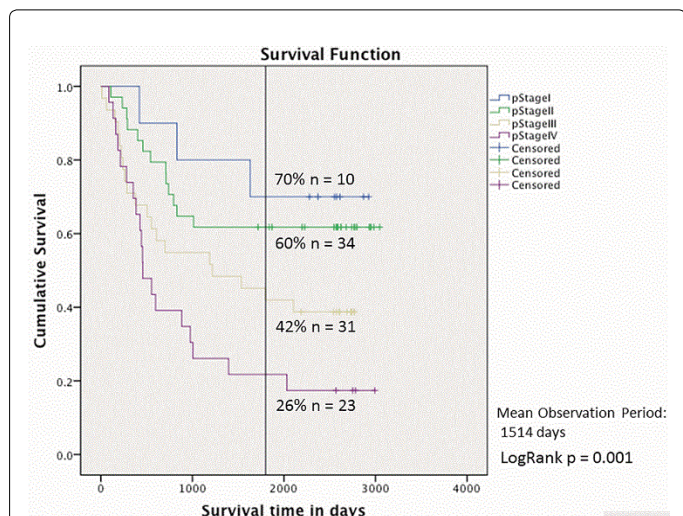 Survival Function
1.0
0.8
0.6
0.4
0.2
0.0
Cumulative Survival
70% n = 10
60% n = 34
42% n = 31
26% n = 23
0
1000
2000
3000
4000
Survival time in days
pStageI
pStageII
pStageIII
pStageIV
Censored
Censored
Censored
Censored
Mean Observation Period:
1514 days
LogRank p = 0.001